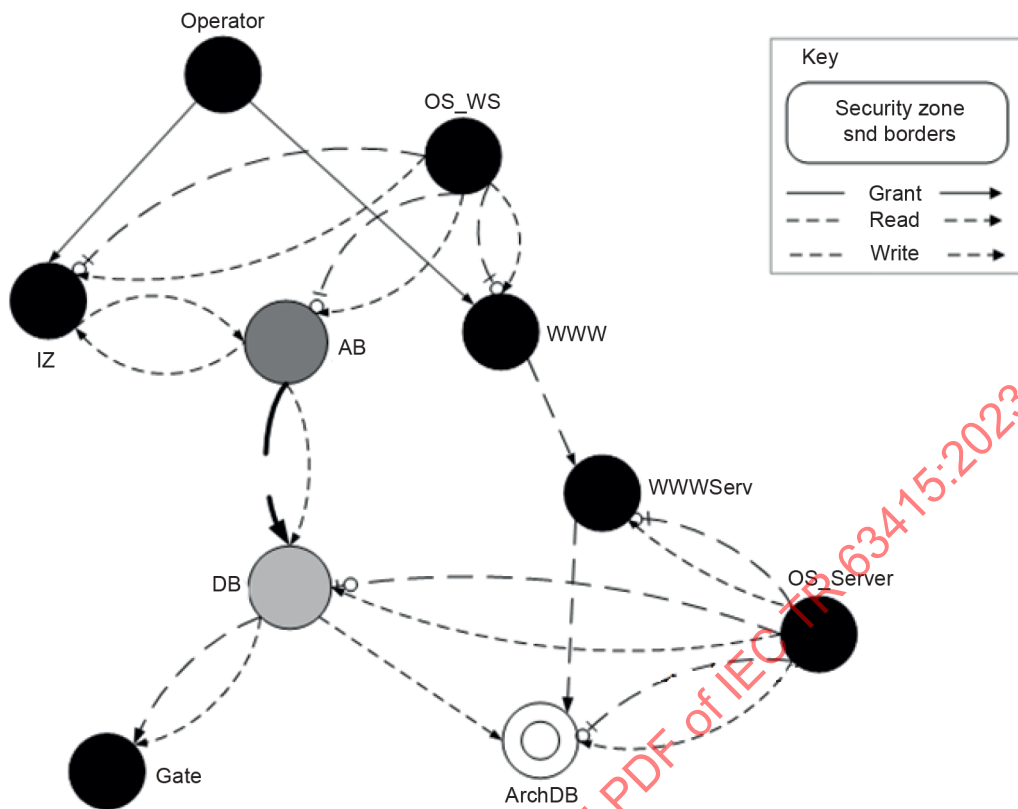 Operator
OS_WS
Key
Security zone
snd borders
Grant
Read
Write
IZ
AB
WWW
WWWServ
DB
OS_Server
Gate
ArchDB
PDF of IEC TR 63415:2023